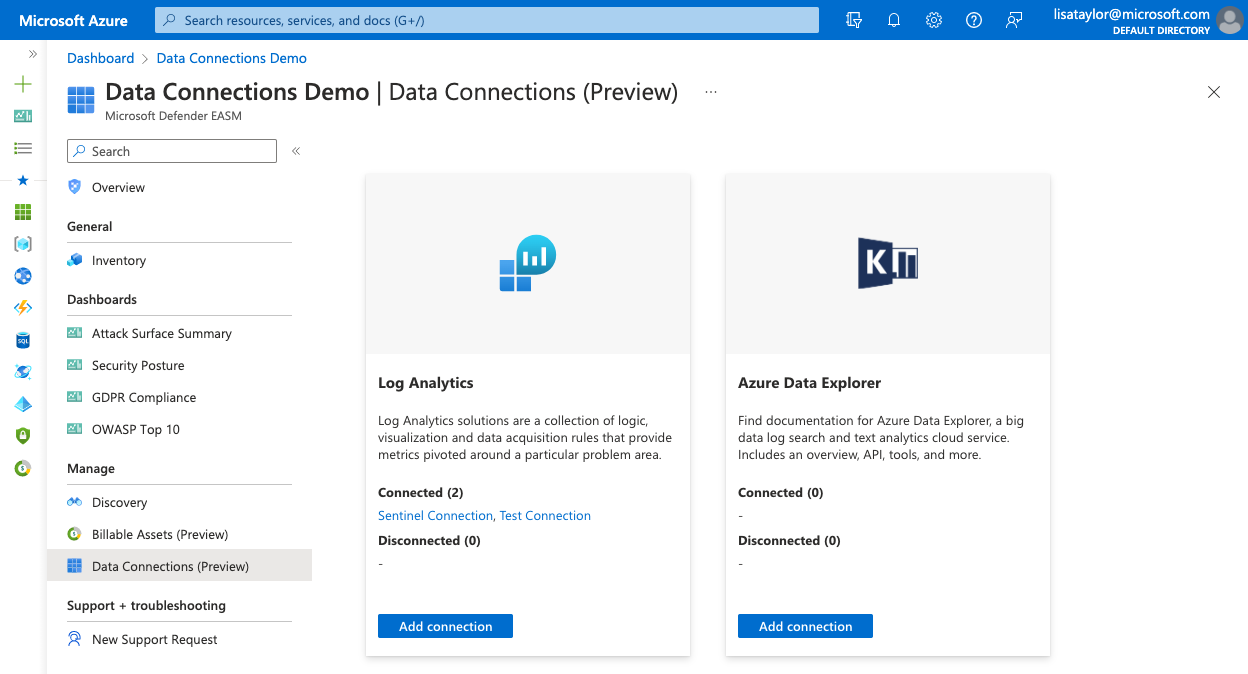 Microsoft Azure
Search resources, services, and docs (G+/)
lisataylor@microsoft.com
DEFAULT DIRECTORY
Dashboard > Data Connections Demo
Data Connections Demo | Data Connections (Preview) ...
Microsoft Defender EASM
Search
Overview
General
Inventory
Dashboards
Attack Surface Summary
Security Posture
GDPR Compliance
OWASP Top 10
Manage
Discovery
Billable Assets (Preview)
Data Connections (Preview)
Support + troubleshooting
New Support Request
Log Analytics
Log Analytics solutions are a collection of logic,
visualization and data acquisition rules that provide
metrics pivoted around a particular problem area.
Connected (2)
Sentinel Connection, Test Connection
Disconnected (0)
-
Add connection
K
Azure Data Explorer
Find documentation for Azure Data Explorer, a big
data log search and text analytics cloud service.
Includes an overview, API, tools, and more.
Connected (0)
-
Disconnected (0)
-
Add connection
SQL